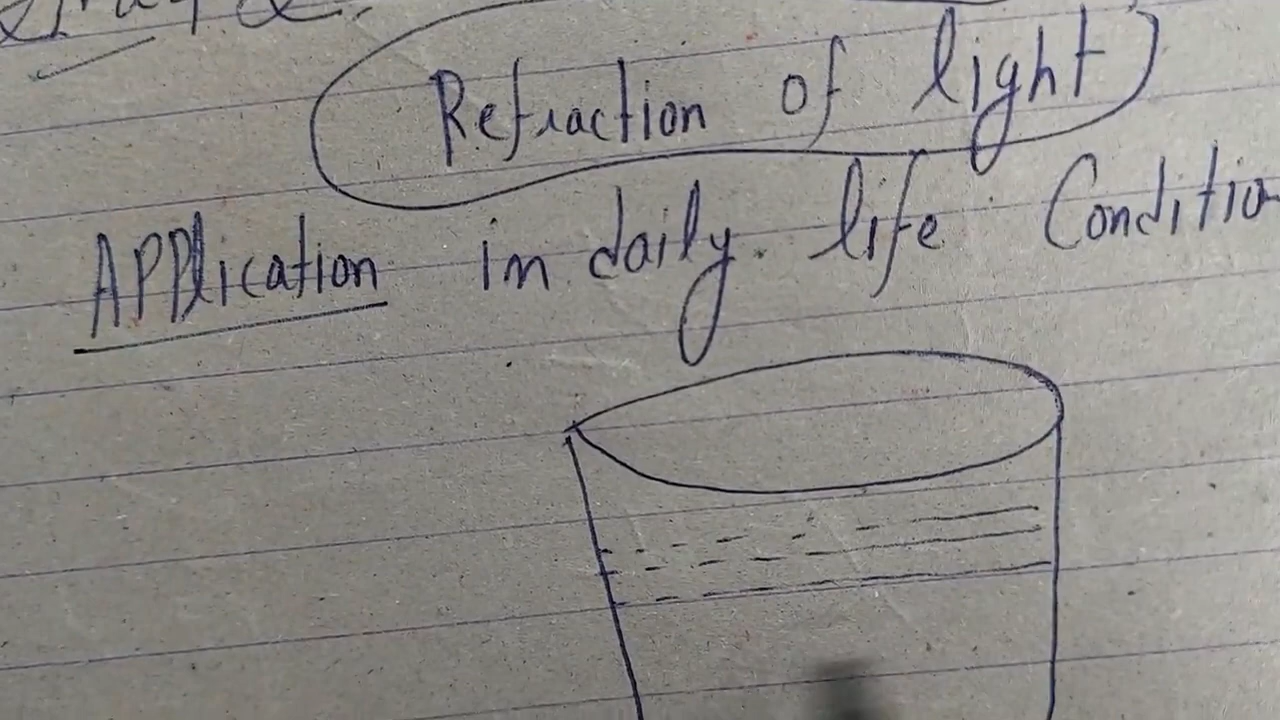 Refraction of light
Application in daily. life Conditio